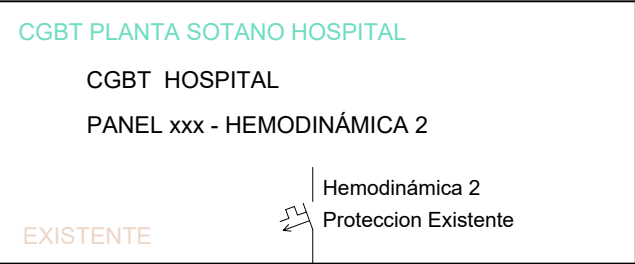 CGBT PLANTA SOTANO HOSPITAL
CGBT HOSPITAL
PANEL xxx - HEMODINÁMICA 2
Hemodinámica 2
Proteccion Existente
EXISTENTE